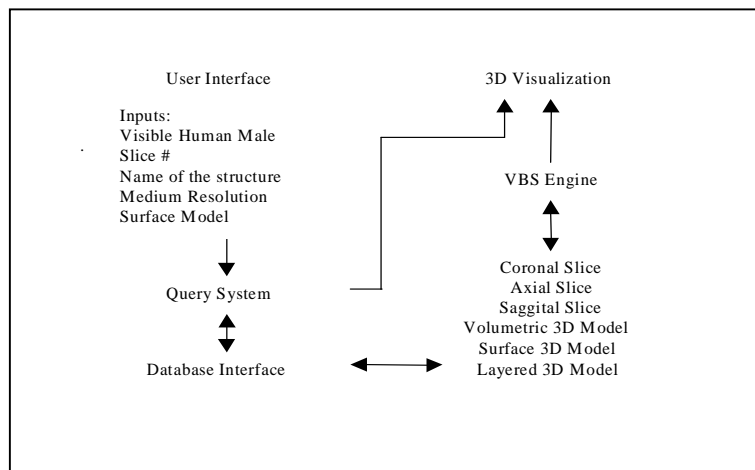 User Interface
Inputs:
Visible Human Male
Slice #
Name of the structure
Medium Resolution
Surface Model
Query System
Database Interface
3D Visualization
VBS Engine
Coronal Slice
Axial Slice
Saggital Slice
Volumetric 3D Model
Surface 3D Model
Layered 3D Model